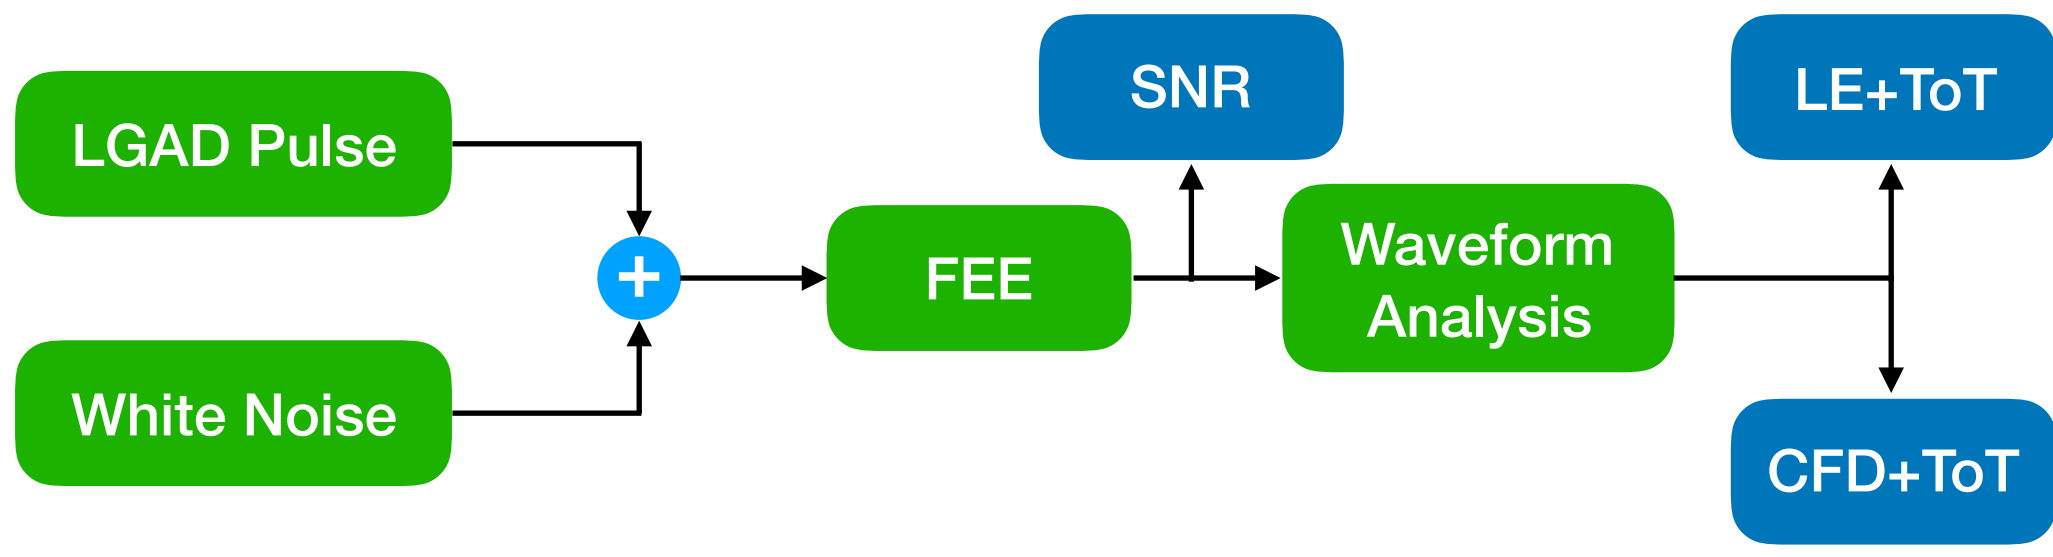 LGAD Pulse
White Noise
+
FEE
SNR
Waveform
Analysis
LE+ToT
CFD+ToT